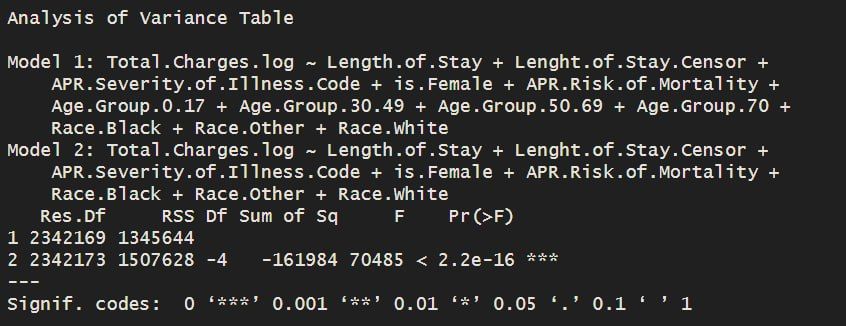 Analysis of Variance Table
Model 1: Total.Charges.log ~ Length.of.Stay + Lenght.of.Stay.Censor +
APR.Severity.of.Illness.Code + is.Female + APR.Risk.of.Mortality +
Age.Group.0.17 + Age.Group.30.49 + Age.Group.50.69 + Age.Group.70 +
Race.Black + Race.Other + Race.White
Model 2: Total.Charges.log ~ Length.of.Stay + Lenght.of.Stay.Censor +
APR.Severity.of.Illness.Code + is.Female + APR.Risk.of.Mortality +
Race.Black + Race.Other + Race.White
Res.Df RSS Df Sum of Sq F Pr(>F)
1 2342169 1345644
2 2342173 1507628 -4 -161984 70485 < 2.2e-16 ***
---
Signif. codes: 0 ‘***’ 0.001 ‘**’ 0.01 ‘*’ 0.05 ‘.’ 0.1 ‘ ’ 1